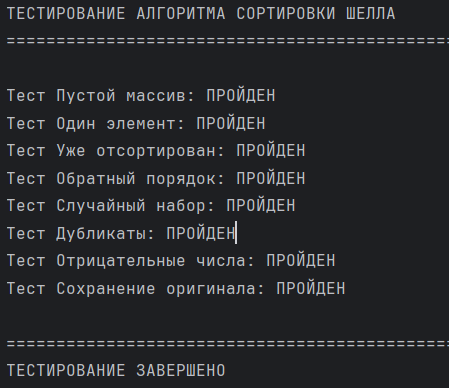 ТЕСТИРОВАНИЕ АЛГОРИТМА СОРТИРОВКИ ШЕЛЛА
=============================================
Тест Пустой массив: ПРОЙДЕН
Тест Один элемент: ПРОЙДЕН
Тест Уже отсортирован: ПРОЙДЕН
Тест Обратный порядок: ПРОЙДЕН
Тест Случайный набор: ПРОЙДЕН
Тест Дубликаты: ПРОЙДЕН
Тест Отрицательные числа: ПРОЙДЕН
Тест Сохранение оригинала: ПРОЙДЕН
=============================================
ТЕСТИРОВАНИЕ ЗАВЕРШЕНО